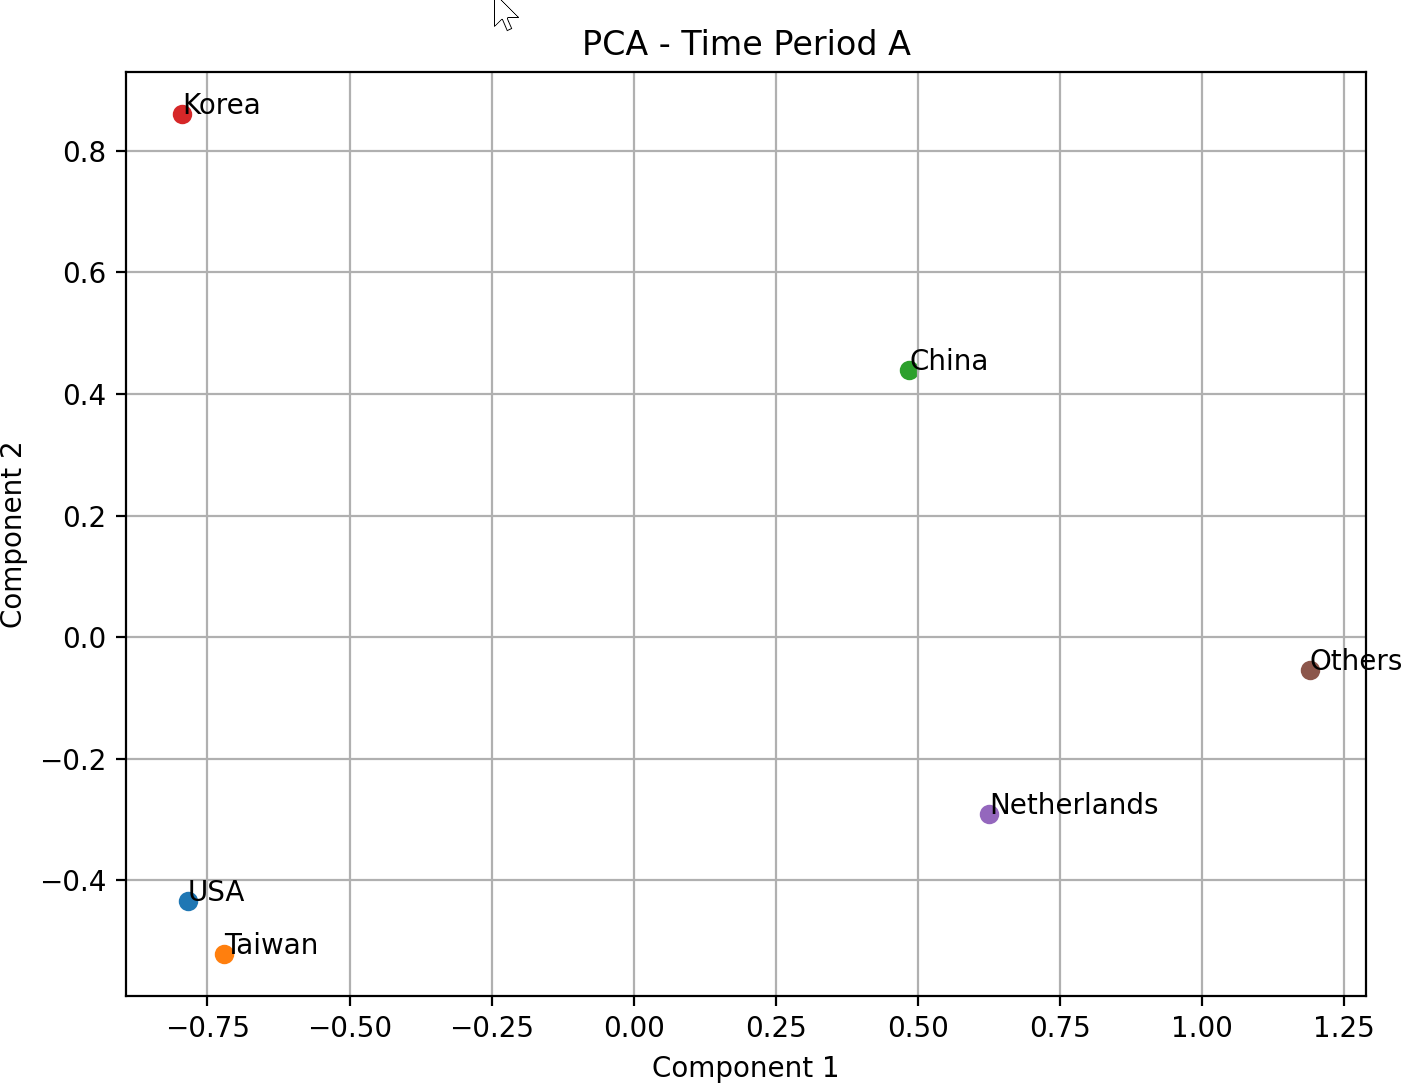 PCA - Time Period A
Korea
0.8
0.6
China
0.4
Component 2
0.2
0.0
Others
−0.2
Netherlands
−0.4
USA
Taiwan
−0.75 −0.50 −0.25 0.00 0.25 0.50 0.75 1.00 1.25
Component 1